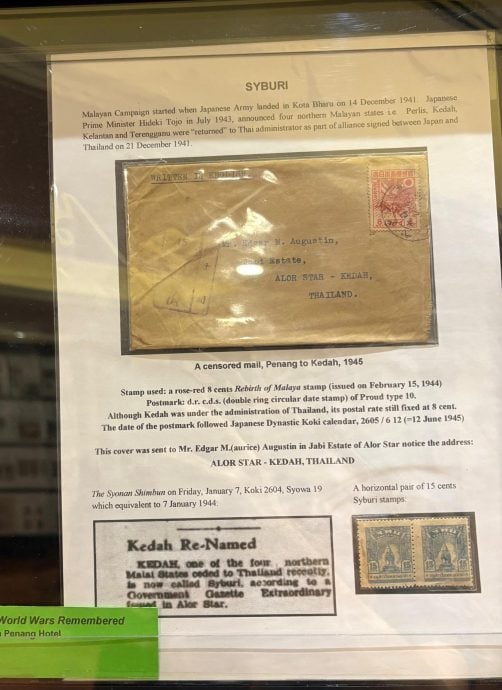 SYBURI
Malayan Campaign started when Japanese Army landed in Kota Bharu on 14 December 1941. Japanese
Prime Minister Hideki Tojo in July 1943, announced four northern Malayan states i.e. Perlis, Kedah,
Kelantan and Terengganu were "returned" to Thai administrator as part of alliance signed between Japan and
Thailand on 21 December 1941.
WRITTEN IN ENGLISH
Mr. Edgar M. Augustin,
Estate,
ALOR STAR - KEDAH,
THAILAND.
A censored mail, Penang to Kedah, 1945
Stamp used: a rose-red 8 cents Rebirth of Malaya stamp (issued on February 15, 1944)
Postmark: d.r. c.d.s. (double ring circular date stamp) of Proud type 10.
Although Kedah was under the administration of Thailand, its postal rate still fixed at 8 cent.
The date of the postmark followed Japanese Dynastic Koki calendar, 2605 / 6 12 (=12 June 1945)
This cover was sent to Mr. Edgar M.(aurice) Augustin in Jabi Estate of Alor Star notice the address:
ALOR STAR - KEDAH, THAILAND
The Syonan Shimbun on Friday, January 7, Koki 2604, Syowa 19
which equivalent to 7 January 1944:
Kedah Re-Named
KEDAH, one of the four northern
Malai States ceded to Thailand recently,
is now called Syburi, according to a
Government Gazette Extraordinary
issued in Alor Star.
A horizontal pair of 15 cents
Syburi stamps:
15 15 15 15
World Wars Remembered
Penang Hotel